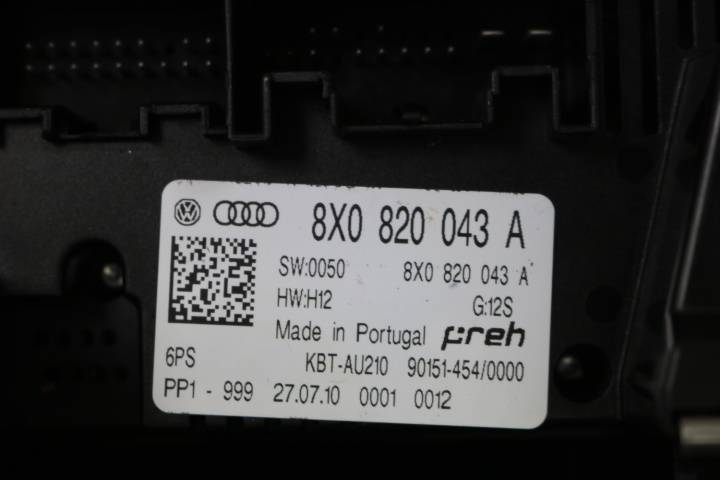 8X0 820 043 A
SW:0050 8X0 820 043 A
HW:H12 G:12S
Made in Portugal preh
6PS KBT-AU210 90151-454/0000
PP1 - 999 27.07.10 0001 0012